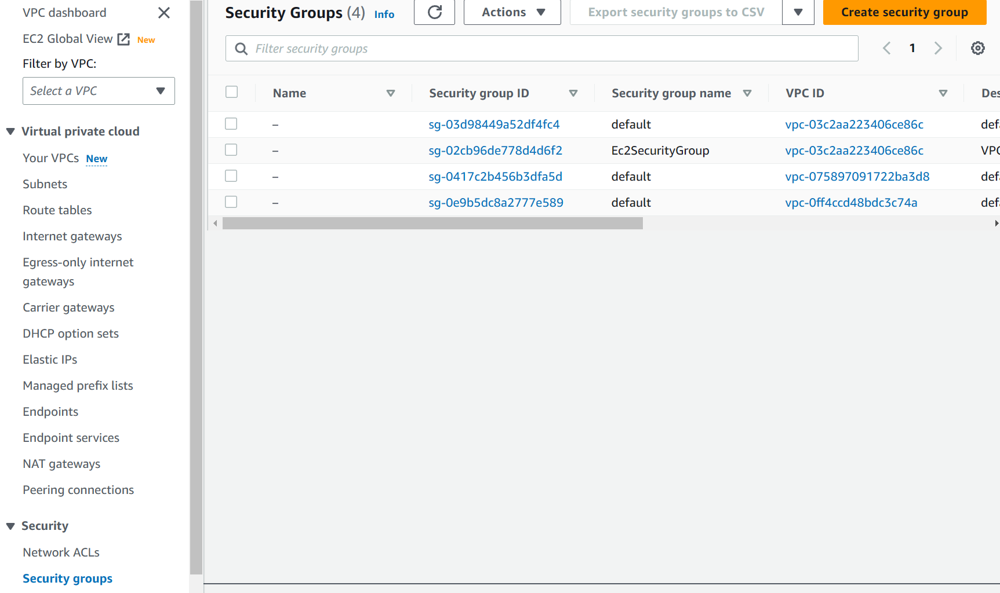 VPC dashboard
EC2 Global View New
Filter by VPC:
Select a VPC
Virtual private cloud
Your VPCs New
Subnets
Route tables
Internet gateways
Egress-only internet
gateways
Carrier gateways
DHCP option sets
Elastic IPs
Managed prefix lists
Endpoints
Endpoint services
NAT gateways
Peering connections
Security
Network ACLs
Security groups
Security Groups (4) Info Actions Export security groups to CSV Create security group
Filter security groups 1
Name Security group ID Security group name VPC ID Des
– sg-03d98449a52df4fc4 default vpc-03c2aa223406ce86c def
– sg-02cb96de778d4d6f2 Ec2SecurityGroup vpc-03c2aa223406ce86c VPC
– sg-0417c2b456b3dfa5d default vpc-075897091722ba3d8 def
– sg-0e9b5dc8a2777e589 default vpc-0ff4ccd48bdc3c74a def